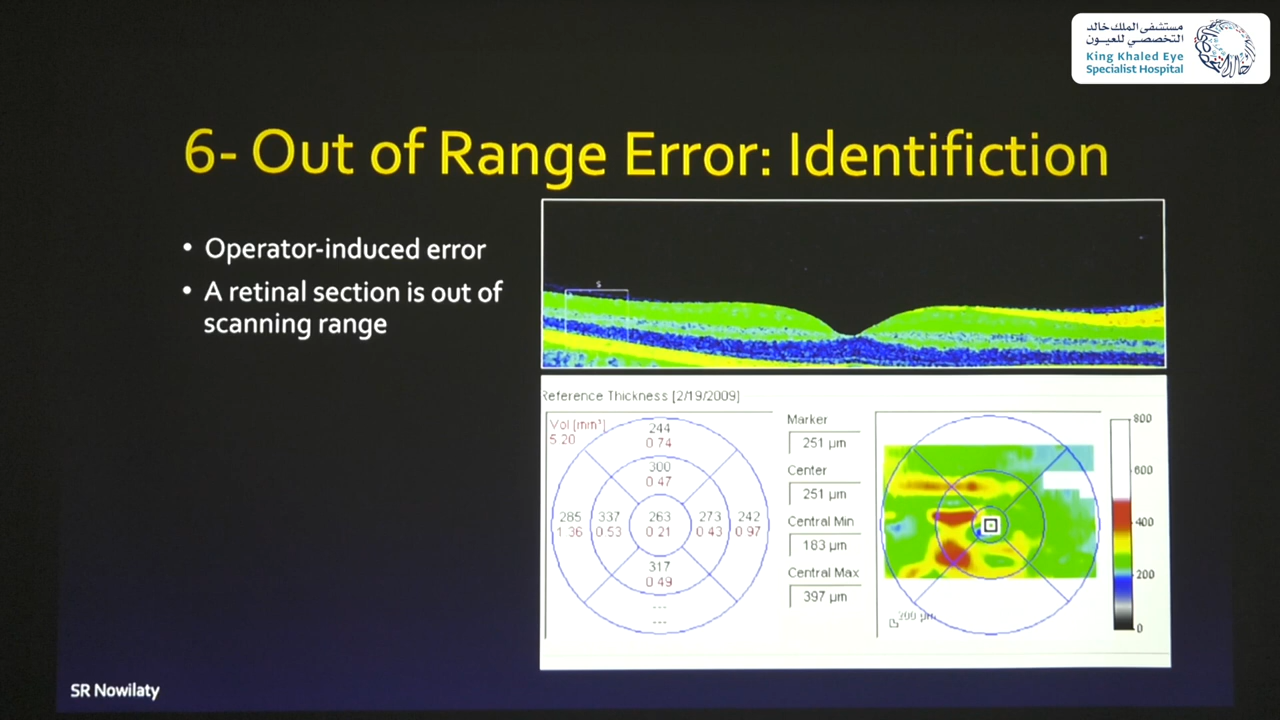 مستشفى الملك خالد
التخصصي للعيون
King Khaled Eye
Specialist Hospital
6- Out of Range Error: Identifiction
• Operator-induced error
• A retinal section is out of
scanning range
S
Reference Thickness [2/19/2009]
Vol [mm³]
5.20
244
0.74
300
0.47
285 337 263 273 242
1.36 0.53 0.21 0.43 0.97
317
0.49
---
---
Marker
251 µm
Center
251 µm
Central Min
183 µm
Central Max
397 µm
200 µm
800
600
400
200
0
SR Nowilaty